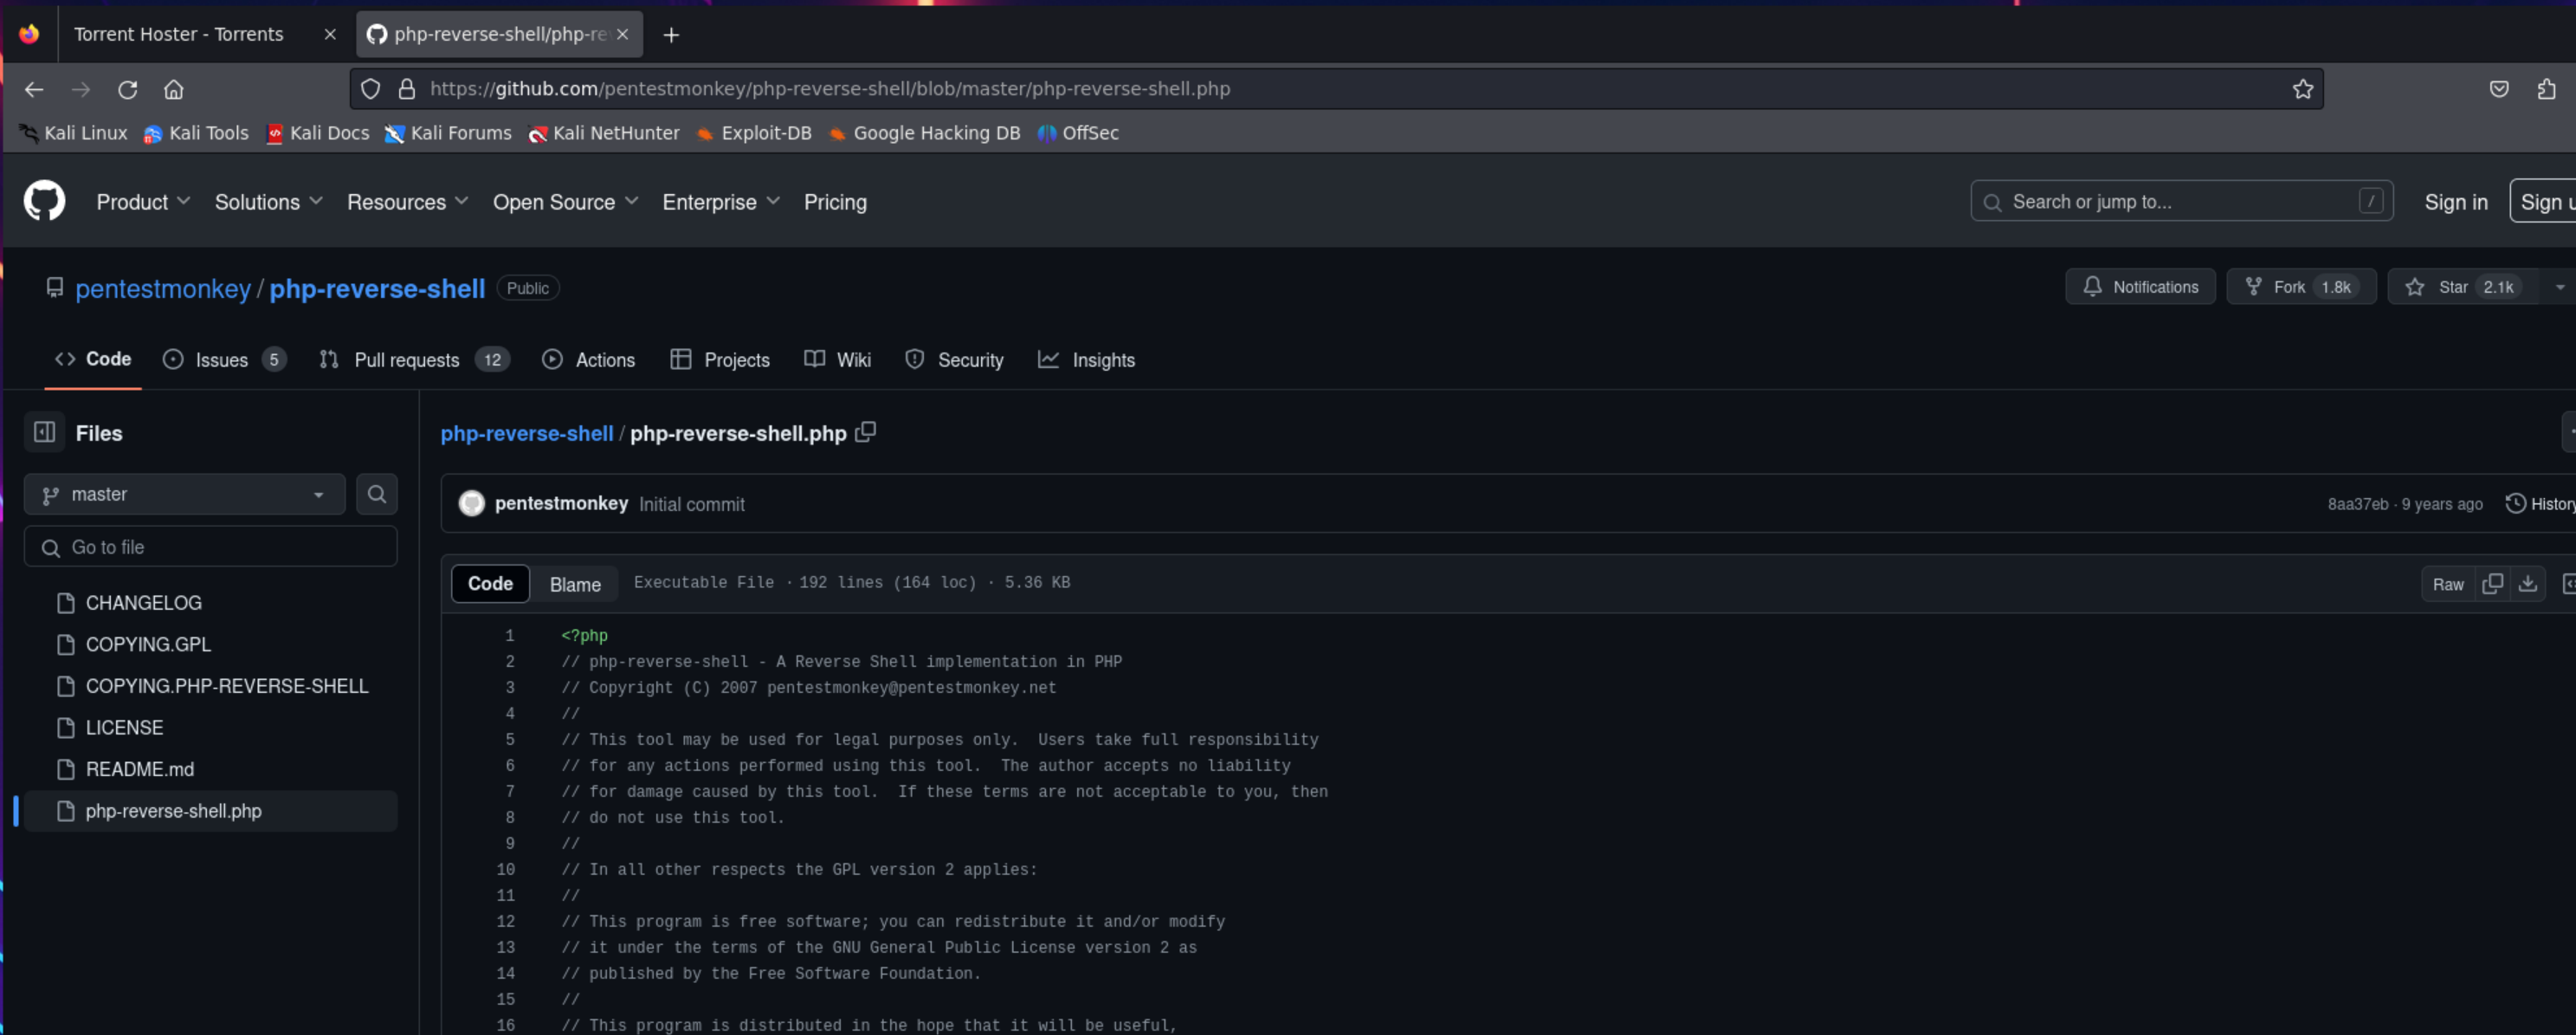 Torrent Hoster - Torrents
php-reverse-shell/php-re
https://github.com/pentestmonkey/php-reverse-shell/blob/master/php-reverse-shell.php
Kali Linux Kali Tools Kali Docs Kali Forums Kali NetHunter Exploit-DB Google Hacking DB OffSec
Product Solutions Resources Open Source Enterprise Pricing Search or jump to... / Sign in Sign u
pentestmonkey / php-reverse-shell Public Notifications Fork 1.8k Star 2.1k
Code Issues 5 Pull requests 12 Actions Projects Wiki Security Insights
Files
master
Go to file
CHANGELOG
COPYING.GPL
COPYING.PHP-REVERSE-SHELL
LICENSE
README.md
php-reverse-shell.php
php-reverse-shell / php-reverse-shell.php
pentestmonkey Initial commit 8aa37eb · 9 years ago History
Code Blame Executable File · 192 lines (164 loc) · 5.36 KB Raw
1 <?php
2 // php-reverse-shell - A Reverse Shell implementation in PHP
3 // Copyright (C) 2007 pentestmonkey@pentestmonkey.net
4 //
5 // This tool may be used for legal purposes only.  Users take full responsibility
6 // for any actions performed using this tool.  The author accepts no liability
7 // for damage caused by this tool.  If these terms are not acceptable to you, then
8 // do not use this tool.
9 //
10 // In all other respects the GPL version 2 applies:
11 //
12 // This program is free software; you can redistribute it and/or modify
13 // it under the terms of the GNU General Public License version 2 as
14 // published by the Free Software Foundation.
15 //
16 // This program is distributed in the hope that it will be useful,